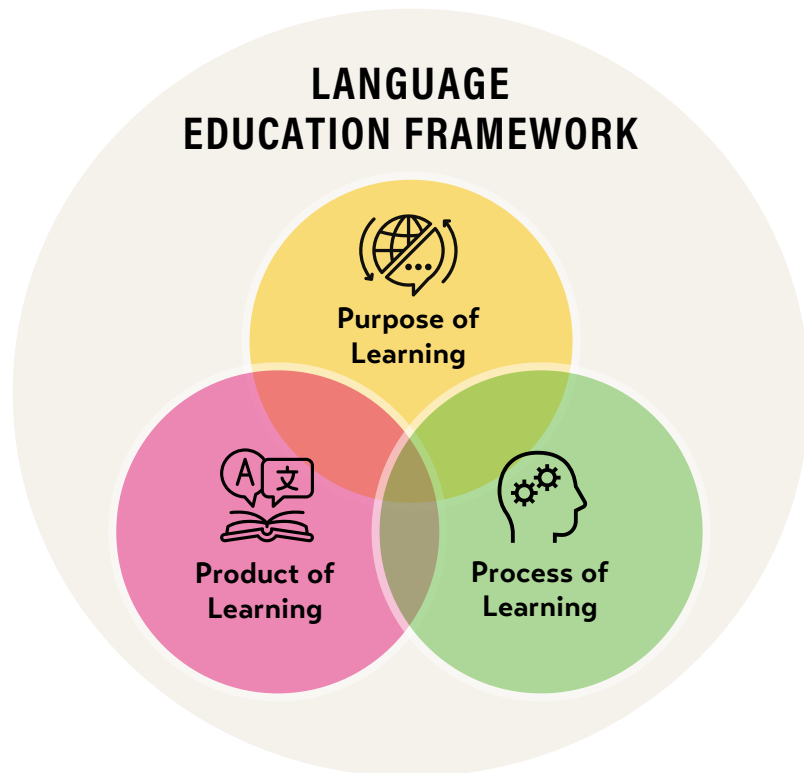 LANGUAGE
EDUCATION FRAMEWORK
Purpose of
Learning
A 文
Product of
Learning
Process of
Learning